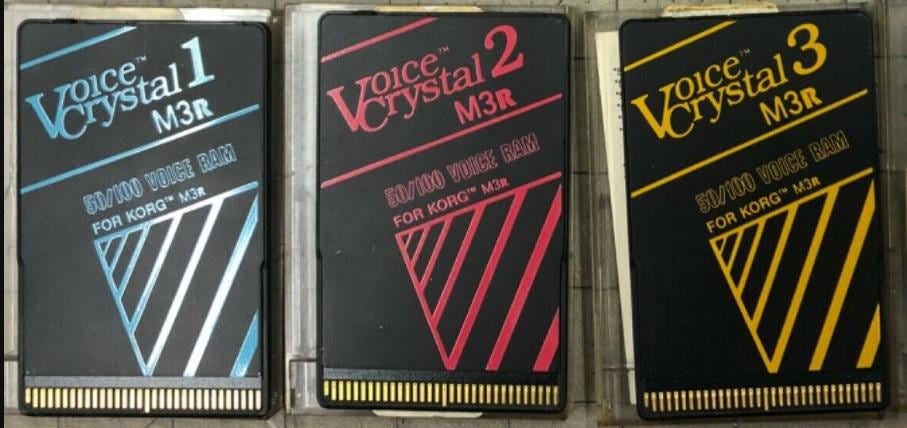 Voice™
Crystal 1
M3R
50/100 VOICE RAM
FOR KORG™ M3R
Voice™
Crystal 2
M3R
50/100 VOICE RAM
FOR KORG™ M3R
Voice™
Crystal 3
M3R
50/100 VOICE RAM
FOR KORG™ M3R